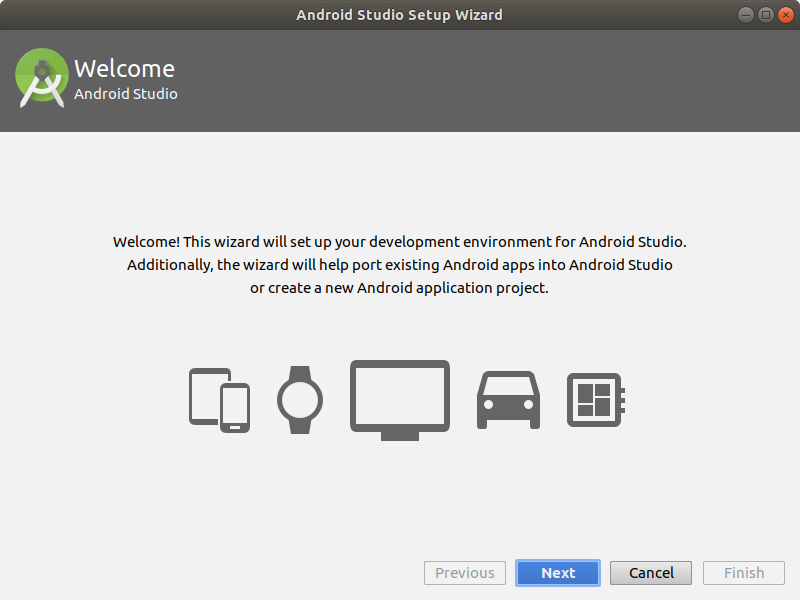 Android Studio Setup Wizard
Welcome
Android Studio
Welcome! This wizard will set up your development environment for Android Studio.
Additionally, the wizard will help port existing Android apps into Android Studio
or create a new Android application project.
Previous
Next
Cancel
Finish